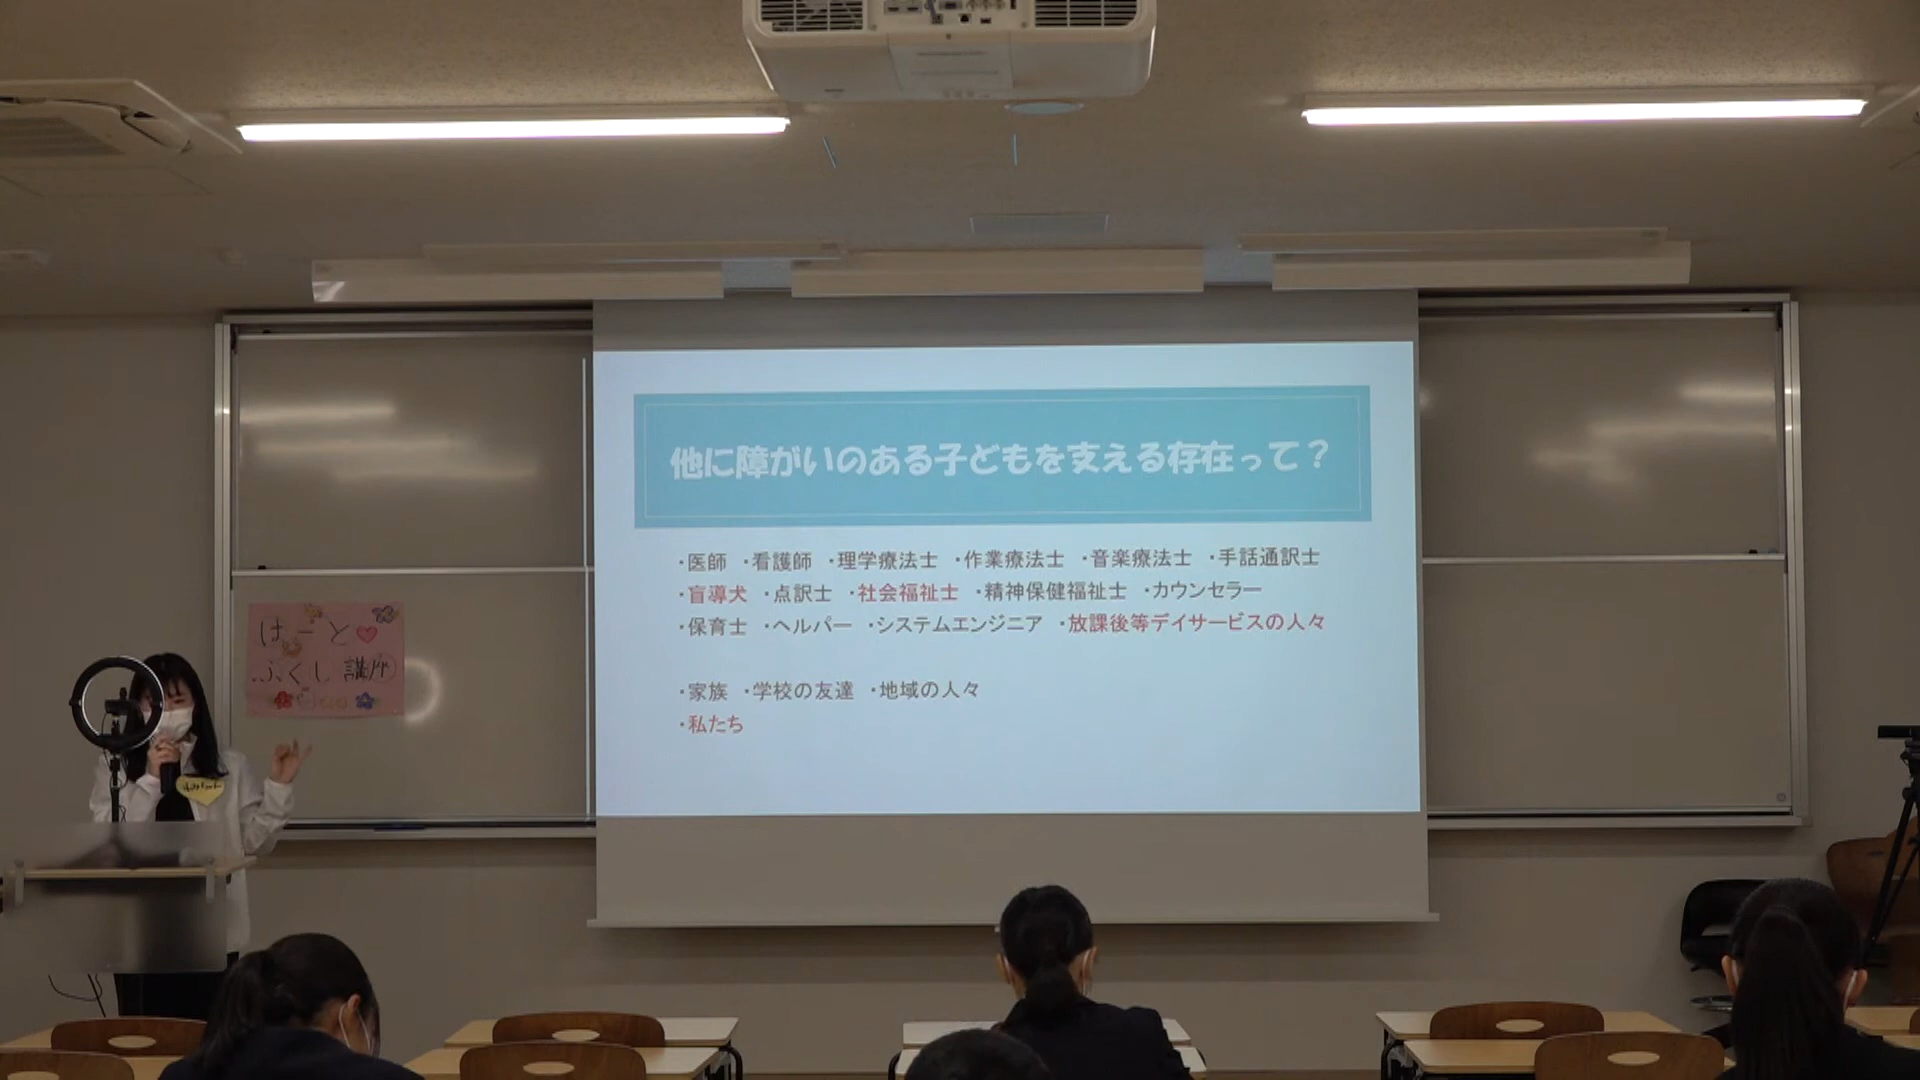 他に障がいのある子どもを支える存在って？
・医師 ・看護師 ・理学療法士 ・作業療法士 ・音楽療法士 ・手話通訳士
・盲導犬 ・点訳士 ・社会福祉士 ・精神保健福祉士 ・カウンセラー
・保育士 ・ヘルパー ・システムエンジニア ・放課後等デイサービスの人々
・家族 ・学校の友達 ・地域の人々
・私たち
はーと
ふくし講座